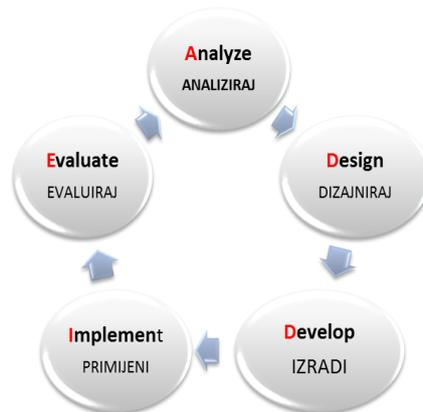 Analyze
ANALIZIRAJ
Design
DIZAJNIRAJ
Develop
IZRADI
Implement
PRIMIJENI
Evaluate
EVALUIRAJ